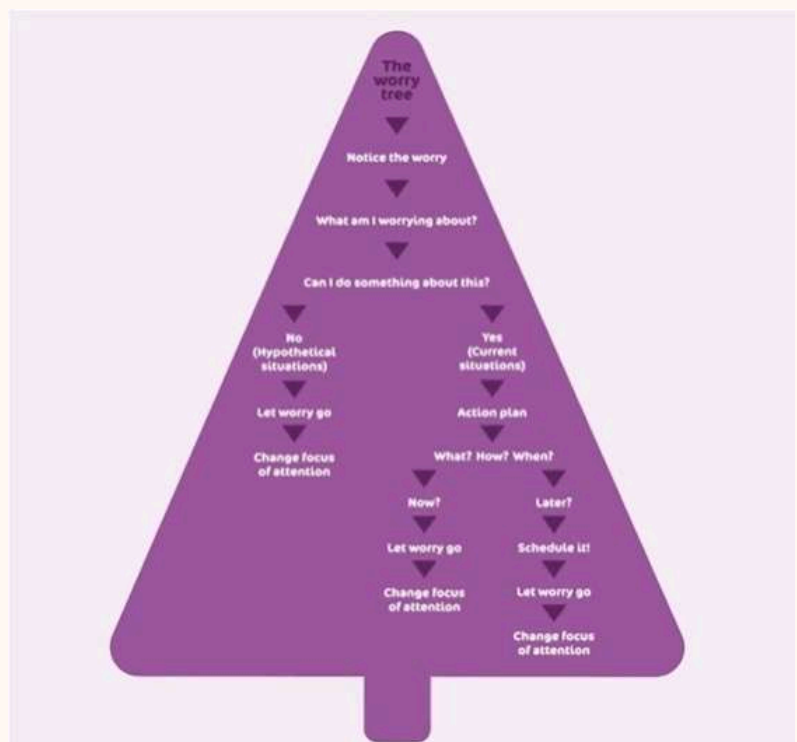 The
worry
tree
Notice the worry
What am I worrying about?
Can I do something about this?
No
(Hypothetical
situations)
Let worry go
Change focus
of attention
Yes
(Current
situations)
Action plan
What? How? When?
Now?
Let worry go
Change focus
of attention
Later?
Schedule it!
Let worry go
Change focus
of attention